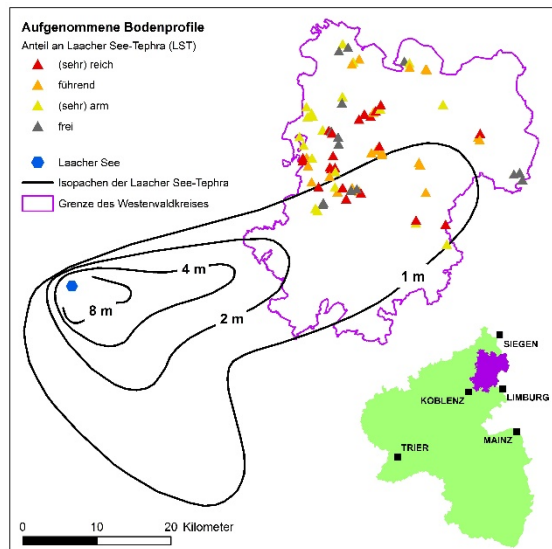 Aufgenommene Bodenprofile
Anteil an Laacher See-Tephra (LST)
(sehr) reich
führend
(sehr) arm
frei
Laacher See
Isopachen der Laacher See-Tephra
Grenze des Westerwaldkreises
1 m
4 m
8 m
2 m
SIEGEN
KOBLENZ
LIMBURG
MAINZ
TRIER
0 10 20 Kilometer